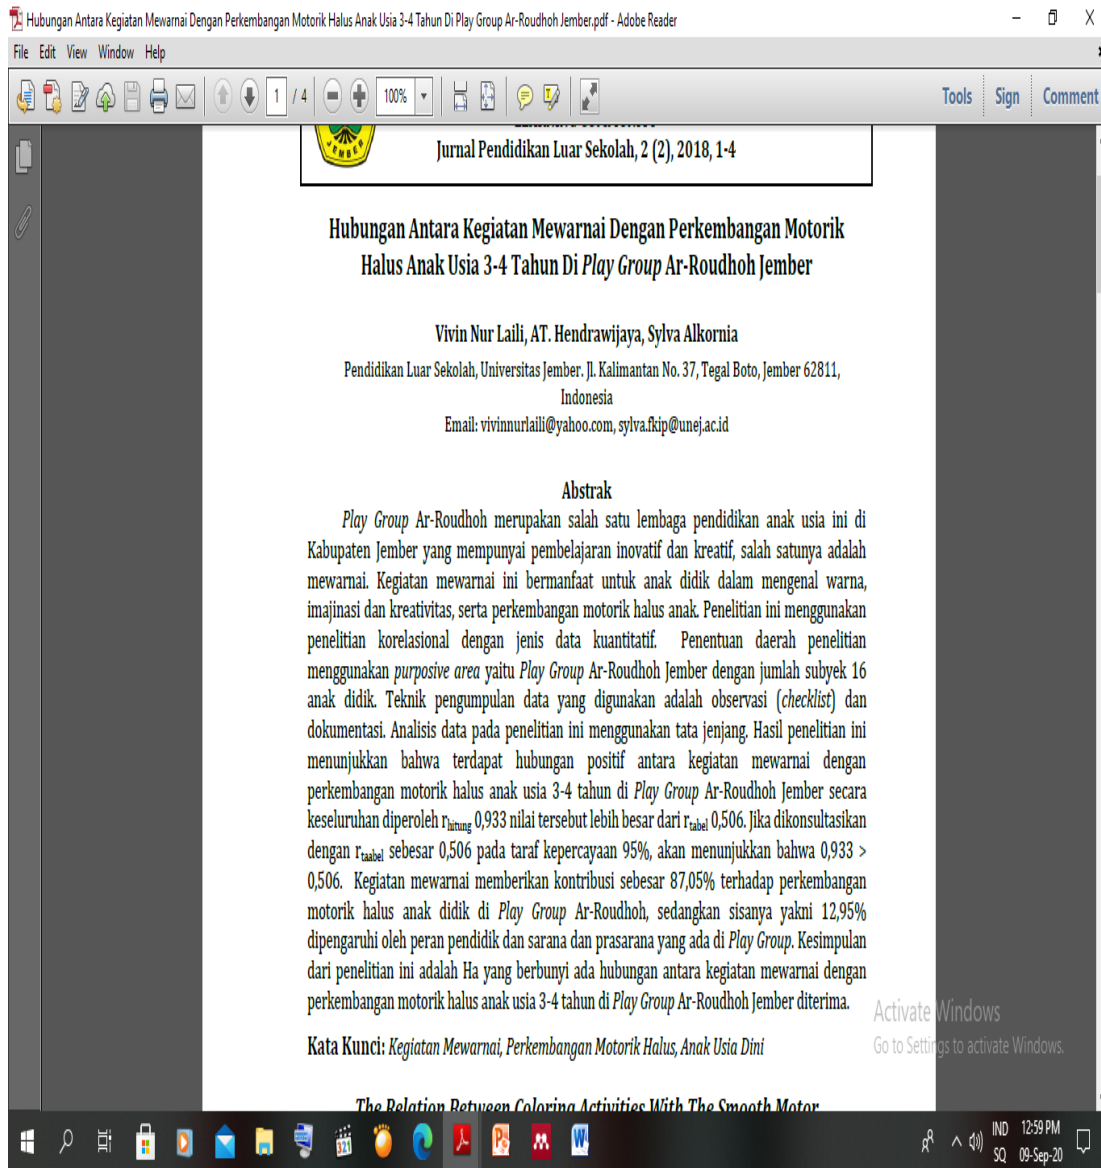 Hubungan Antara Kegiatan Mewarnai Dengan Perkembangan Motorik Halus Anak Usia 3-4 Tahun Di Play Group Ar-Roudhoh Jember.pdf - Adobe Reader
File Edit View Window Help
1 / 4 100% Tools Sign Comment
JEMBER
Jurnal Pendidikan Luar Sekolah, 2 (2), 2018, 1-4
Hubungan Antara Kegiatan Mewarnai Dengan Perkembangan Motorik
Halus Anak Usia 3-4 Tahun Di Play Group Ar-Roudhoh Jember
Vivin Nur Laili, AT. Hendrawijaya, Sylva Alkornia
Pendidikan Luar Sekolah, Universitas Jember. Jl. Kalimantan No. 37, Tegal Boto, Jember 62811,
Indonesia
Email: vivinnurlaili@yahoo.com, sylva.fkip@unej.ac.id
Abstrak
Play Group Ar-Roudhoh merupakan salah satu lembaga pendidikan anak usia ini di
Kabupaten Jember yang mempunyai pembelajaran inovatif dan kreatif, salah satunya adalah
mewarnai. Kegiatan mewarnai ini bermanfaat untuk anak didik dalam mengenal warna,
imajinasi dan kreativitas, serta perkembangan motorik halus anak. Penelitian ini menggunakan
penelitian korelasional dengan jenis data kuantitatif. Penentuan daerah penelitian
menggunakan purposive area yaitu Play Group Ar-Roudhoh Jember dengan jumlah subyek 16
anak didik. Teknik pengumpulan data yang digunakan adalah observasi (checklist) dan
dokumentasi. Analisis data pada penelitian ini menggunakan tata jenjang. Hasil penelitian ini
menunjukkan bahwa terdapat hubungan positif antara kegiatan mewarnai dengan
perkembangan motorik halus anak usia 3-4 tahun di Play Group Ar-Roudhoh Jember secara
keseluruhan diperoleh rhitung 0,933 nilai tersebut lebih besar dari rtabel 0,506. Jika dikonsultasikan
dengan rtaabel sebesar 0,506 pada taraf kepercayaan 95%, akan menunjukkan bahwa 0,933 >
0,506. Kegiatan mewarnai memberikan kontribusi sebesar 87,05% terhadap perkembangan
motorik halus anak didik di Play Group Ar-Roudhoh, sedangkan sisanya yakni 12,95%
dipengaruhi oleh peran pendidik dan sarana dan prasarana yang ada di Play Group. Kesimpulan
dari penelitian ini adalah Ha yang berbunyi ada hubungan antara kegiatan mewarnai dengan
perkembangan motorik halus anak usia 3-4 tahun di Play Group Ar-Roudhoh Jember diterima.
Activate Windows
Go to Settings to activate Windows.
Kata Kunci: Kegiatan Mewarnai, Perkembangan Motorik Halus, Anak Usia Dini
The Relation Between Coloring Activities With The Smooth Motor
321
IND 12:59 PM
SQ 09-Sep-20